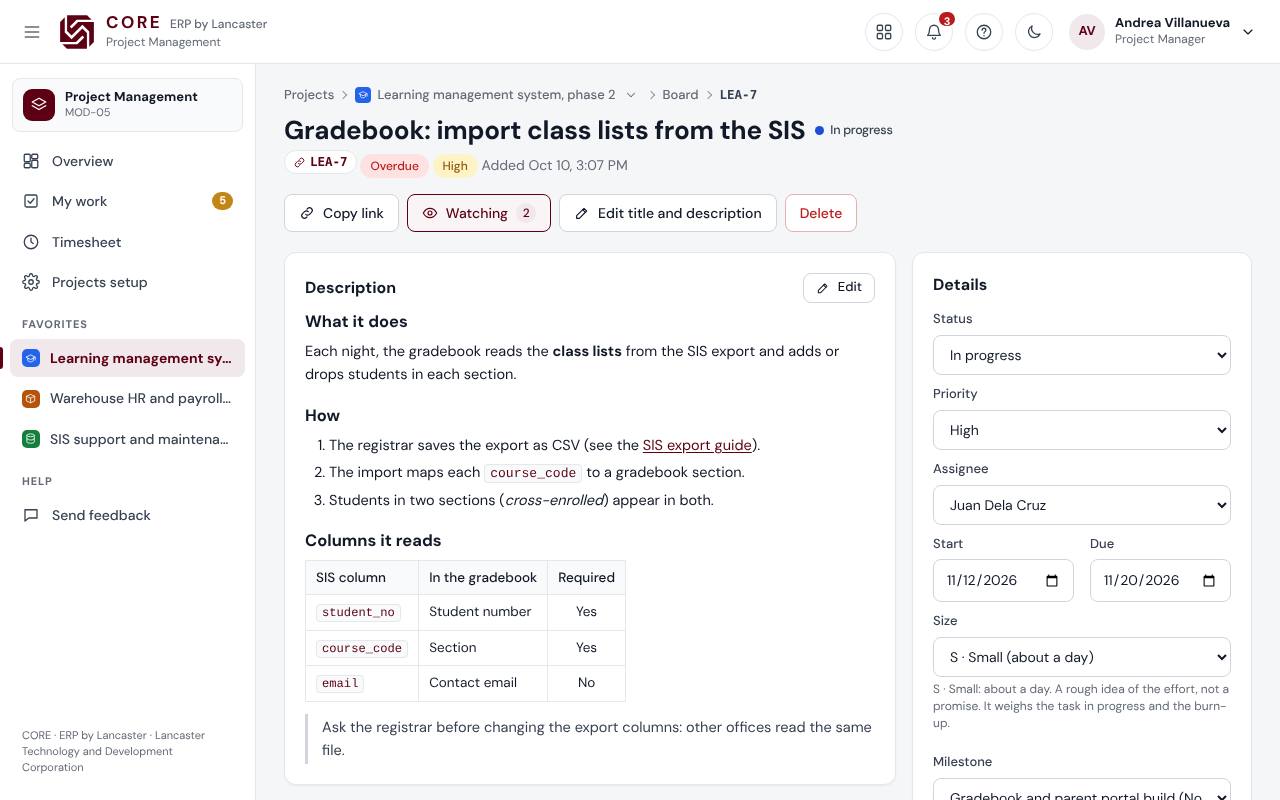 CORE ERP by Lancaster
Project Management
3
AV
Andrea Villanueva
Project Manager
Project Management
MOD-05
Overview
My work 5
Timesheet
Projects setup
FAVORITES
Learning management sy...
Warehouse HR and payroll...
SIS support and maintena...
HELP
Send feedback
CORE · ERP by Lancaster · Lancaster
Technology and Development
Corporation
Projects Learning management system, phase 2 Board LEA-7
Gradebook: import class lists from the SIS In progress
LEA-7 Overdue High Added Oct 10, 3:07 PM
Copy link Watching 2 Edit title and description Delete
Description Edit
What it does
Each night, the gradebook reads the class lists from the SIS export and adds or
drops students in each section.
How
1. The registrar saves the export as CSV (see the SIS export guide).
2. The import maps each course_code to a gradebook section.
3. Students in two sections (cross-enrolled) appear in both.
Columns it reads
SIS column In the gradebook Required
student_no Student number Yes
course_code Section Yes
email Contact email No
Ask the registrar before changing the export columns: other offices read the same
file.
Details
Status
In progress
Priority
High
Assignee
Juan Dela Cruz
Start Due
11/12/2026 11/20/2026
Size
S · Small (about a day)
S · Small: about a day. A rough idea of the effort, not a
promise. It weighs the task in progress and the burn-
up.
Milestone
Gradebook and parent portal build (No